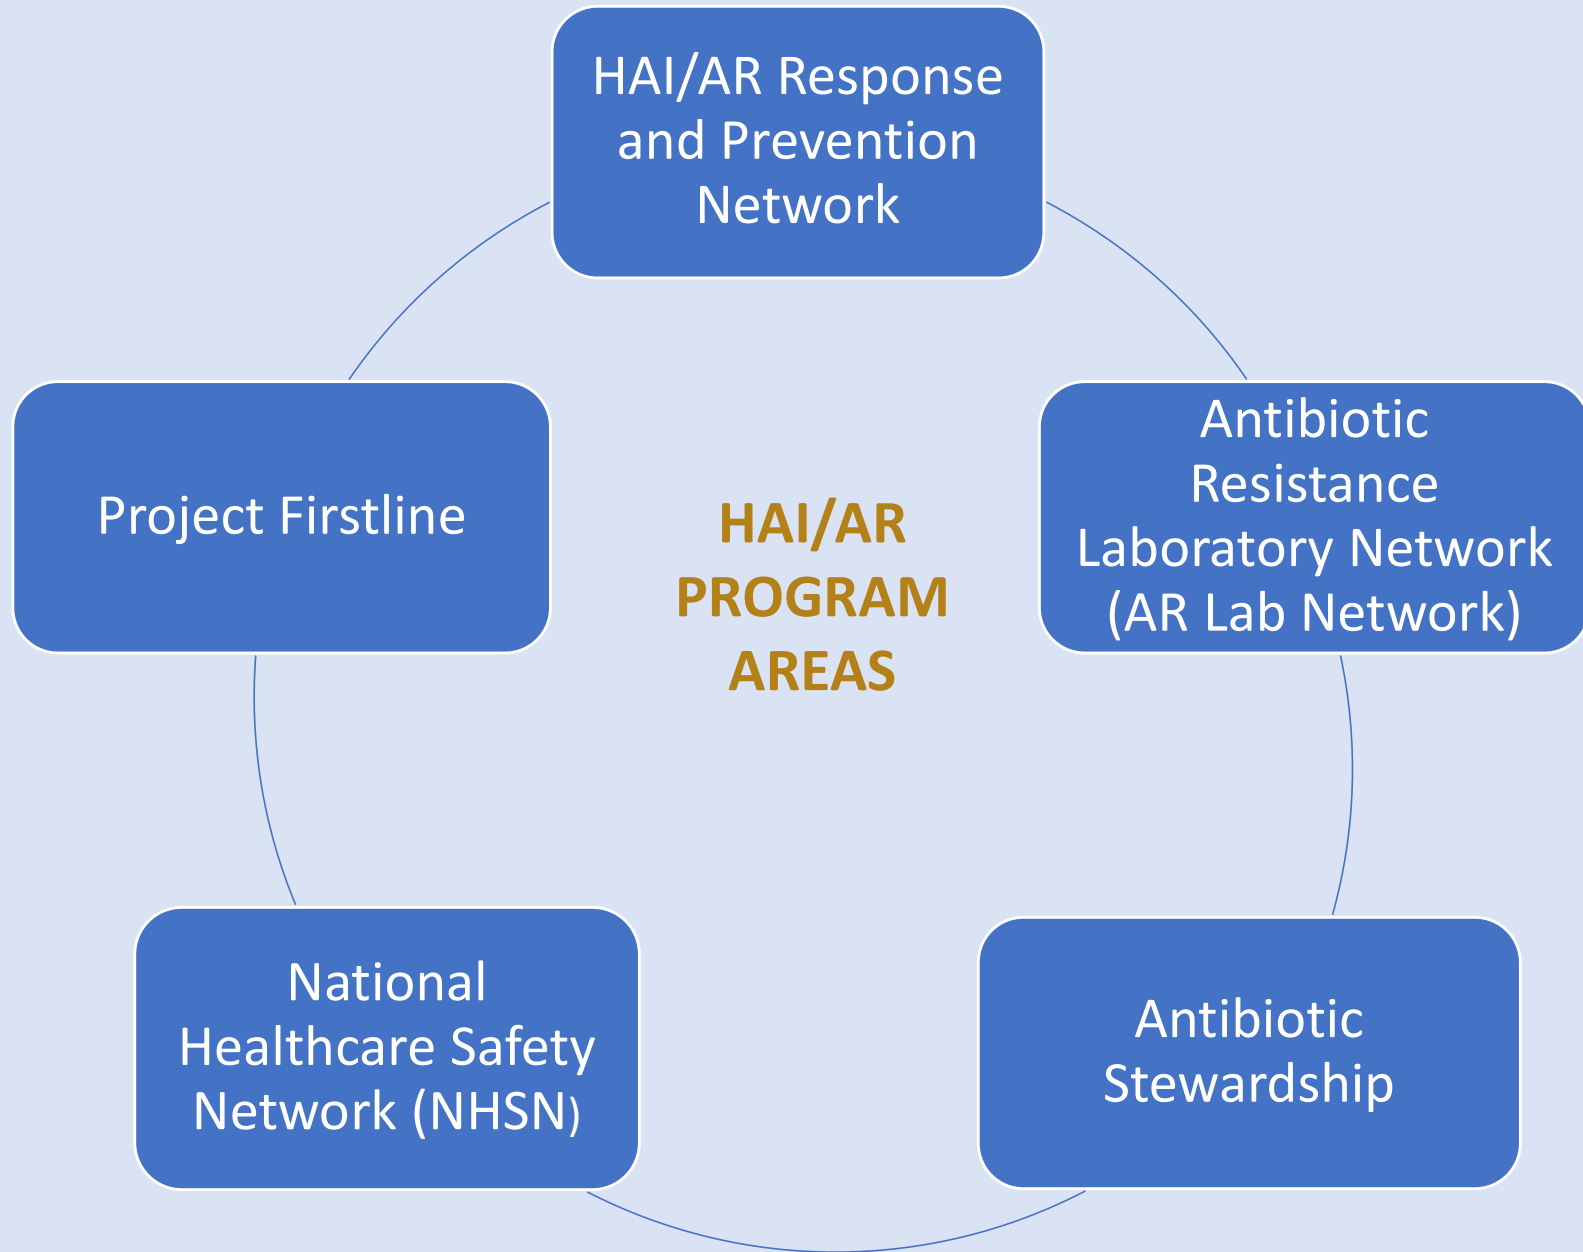 HAI/AR Response
and Prevention
Network
Antibiotic
Resistance
Laboratory Network
(AR Lab Network)
Antibiotic
Stewardship
National
Healthcare Safety
Network (NHSN)
Project Firstline
HAI/AR
PROGRAM
AREAS